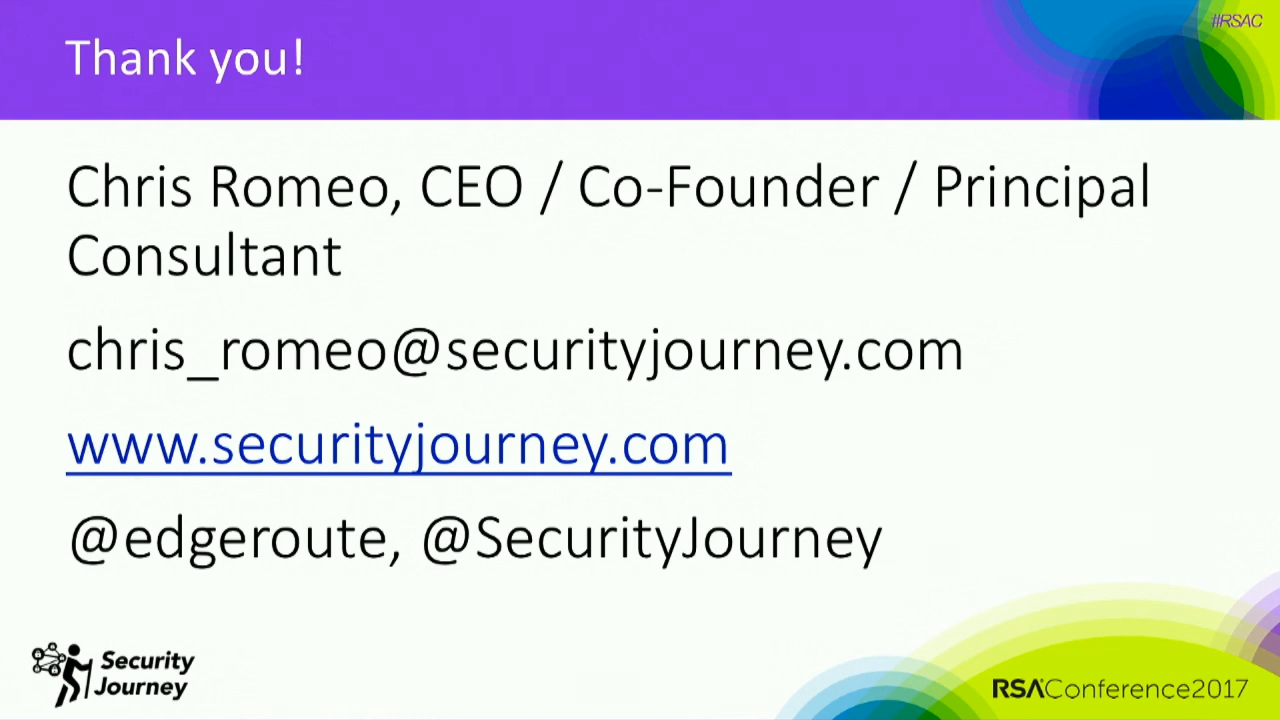 #RSAC
Thank you!
Chris Romeo, CEO / Co-Founder / Principal
Consultant
chris_romeo@securityjourney.com
www.securityjourney.com
@edgeroute, @SecurityJourney
Security
Journey
RSAConference2017